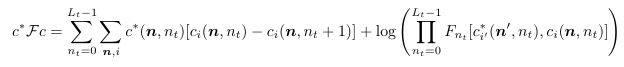 $c^* \mathcal{F} c = \sum_{n_t=0}^{L_t-1} \sum_{\boldsymbol{n},i} c^*(\boldsymbol{n}, n_t)[c_i(\boldsymbol{n}, n_t) - c_i(\boldsymbol{n}, n_t + 1)] + \log \left( \prod_{n_t=0}^{L_t-1} F_{n_t}[c^*_{i'}(\boldsymbol{n}', n_t), c_i(\boldsymbol{n}, n_t)] \right)$